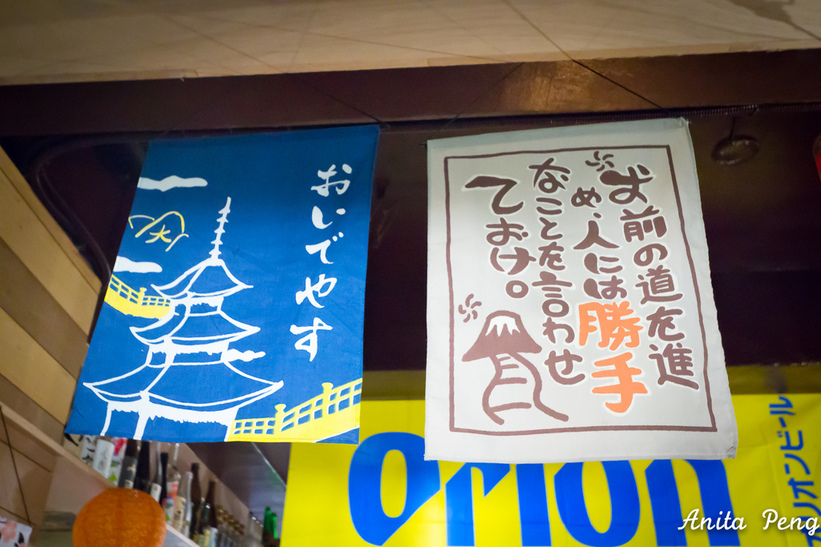 おいでやす
お前の道を進
め、人には勝手
なことを言わせ
ておけ。
orion
オリオンビール
Anita Peng